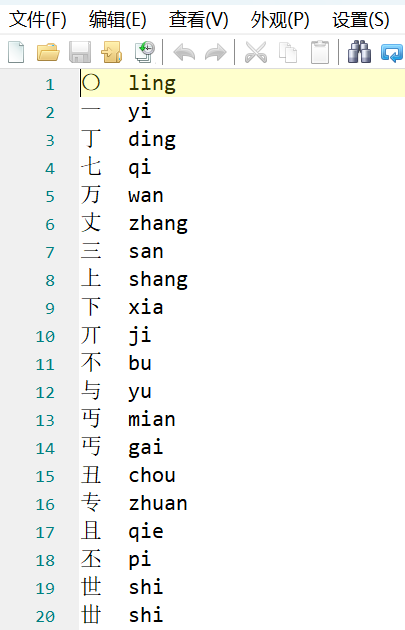 文件(F) 编辑(E) 查看(V) 外观(P) 设置(S)
1 〇 ling
2 一 yi
3 丁 ding
4 七 qi
5 万 wan
6 丈 zhang
7 三 san
8 上 shang
9 下 xia
10 丌 ji
11 不 bu
12 与 yu
13 丏 mian
14 丐 gai
15 丑 chou
16 专 zhuan
17 且 qie
18 丕 pi
19 世 shi
20 丗 shi